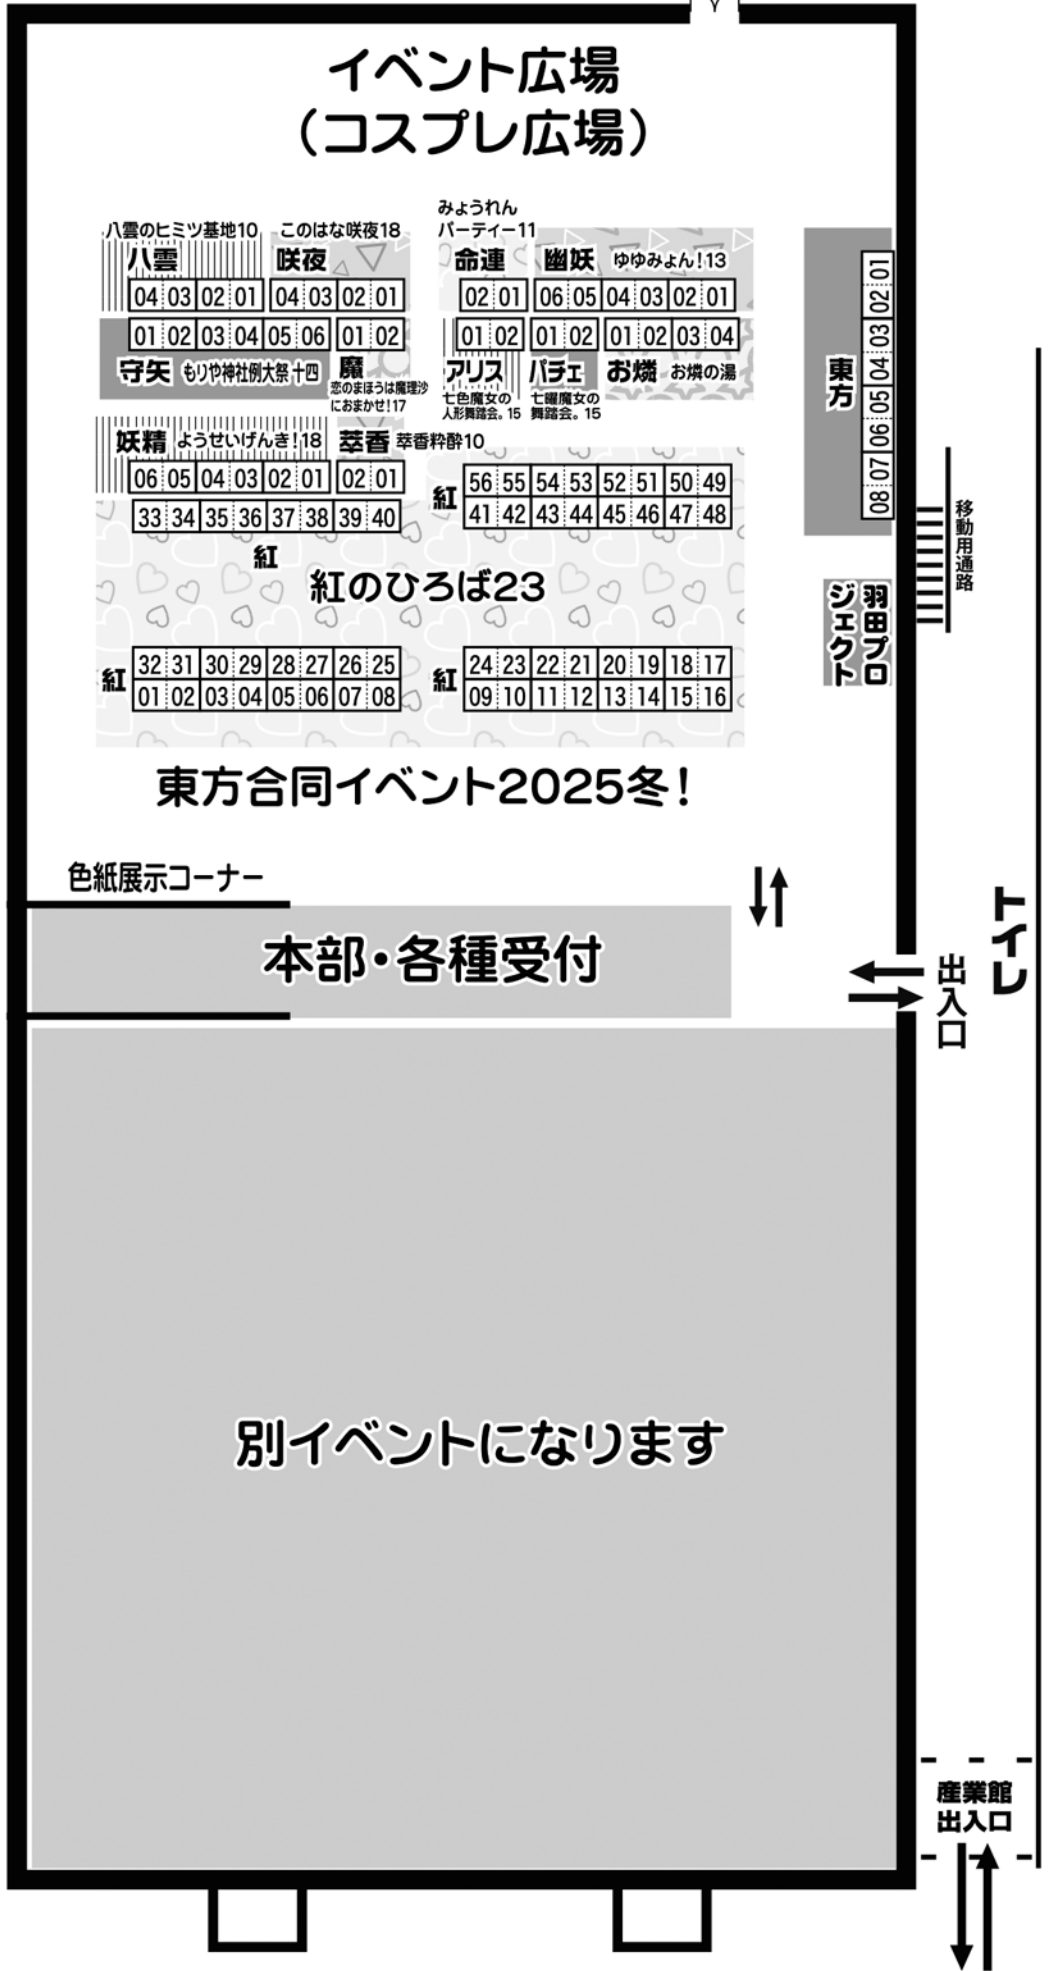 イベント広場
（コスプレ広場）
八雲のヒミツ基地10
このはな咲夜18
みょうれん
パーティー11
八雲
咲夜
命連
幽妖
ゆゆみょん！13
04 03 02 01
04 03 02 01
02 01
06 05 04 03 02 01
01 02 03 04 05 06
01 02
01 02
01 02
01 02 03 04
守矢
もりや神社例大祭 十四
魔
恋のまほうは魔理沙
におまかせ！17
アリス
七色魔女の
人形舞踏会。15
パチェ
七曜魔女の
舞踏会。15
お燐
お燐の湯
妖精
ようせいげんき！18
萃香
萃香粋酔10
06 05 04 03 02 01
02 01
33 34 35 36 37 38 39 40
紅
紅
56 55 54 53 52 51 50 49
41 42 43 44 45 46 47 48
紅のひろば23
紅
32 31 30 29 28 27 26 25
01 02 03 04 05 06 07 08
紅
24 23 22 21 20 19 18 17
09 10 11 12 13 14 15 16
東方
01 02 03 04 05 06 07 08
羽田プロ
ジェクト
移動用通路
東方合同イベント2025冬！
色紙展示コーナー
本部・各種受付
出入口
トイレ
別イベントになります
産業館
出入口